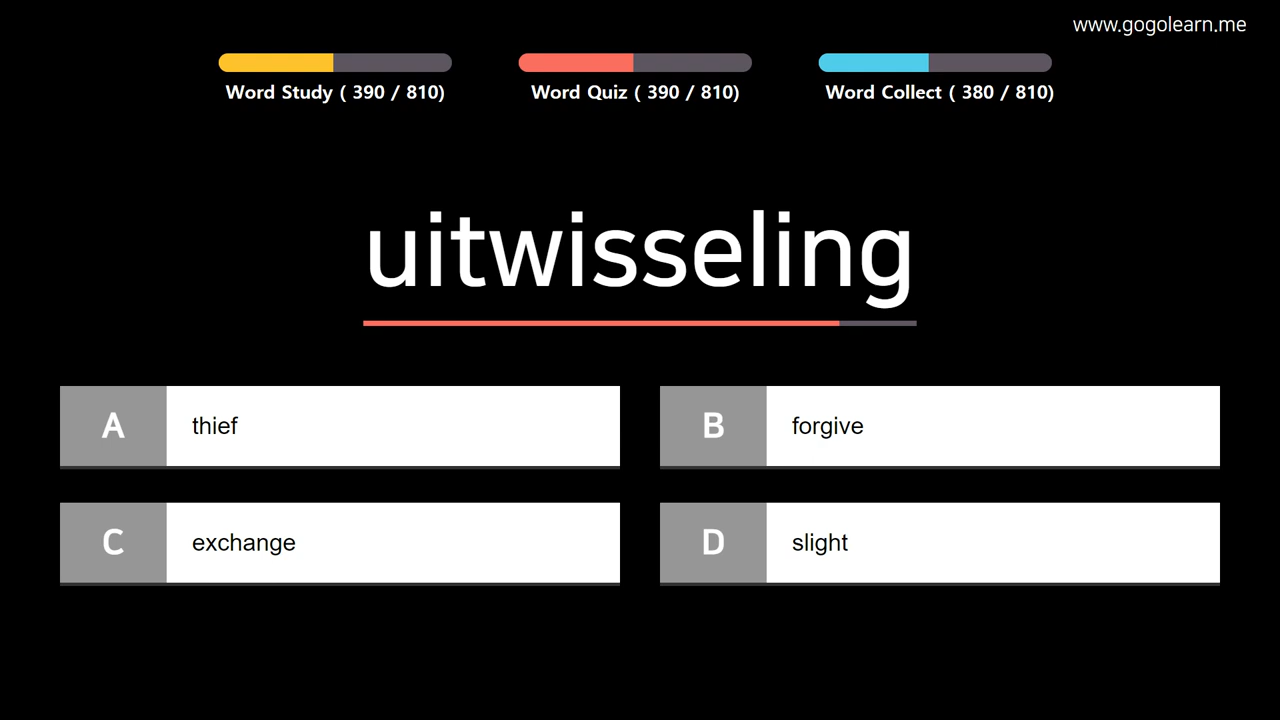 www.gogolearn.me
Word Study ( 390 / 810)
Word Quiz ( 390 / 810)
Word Collect ( 380 / 810)
uitwisseling
A thief
B forgive
C exchange
D slight